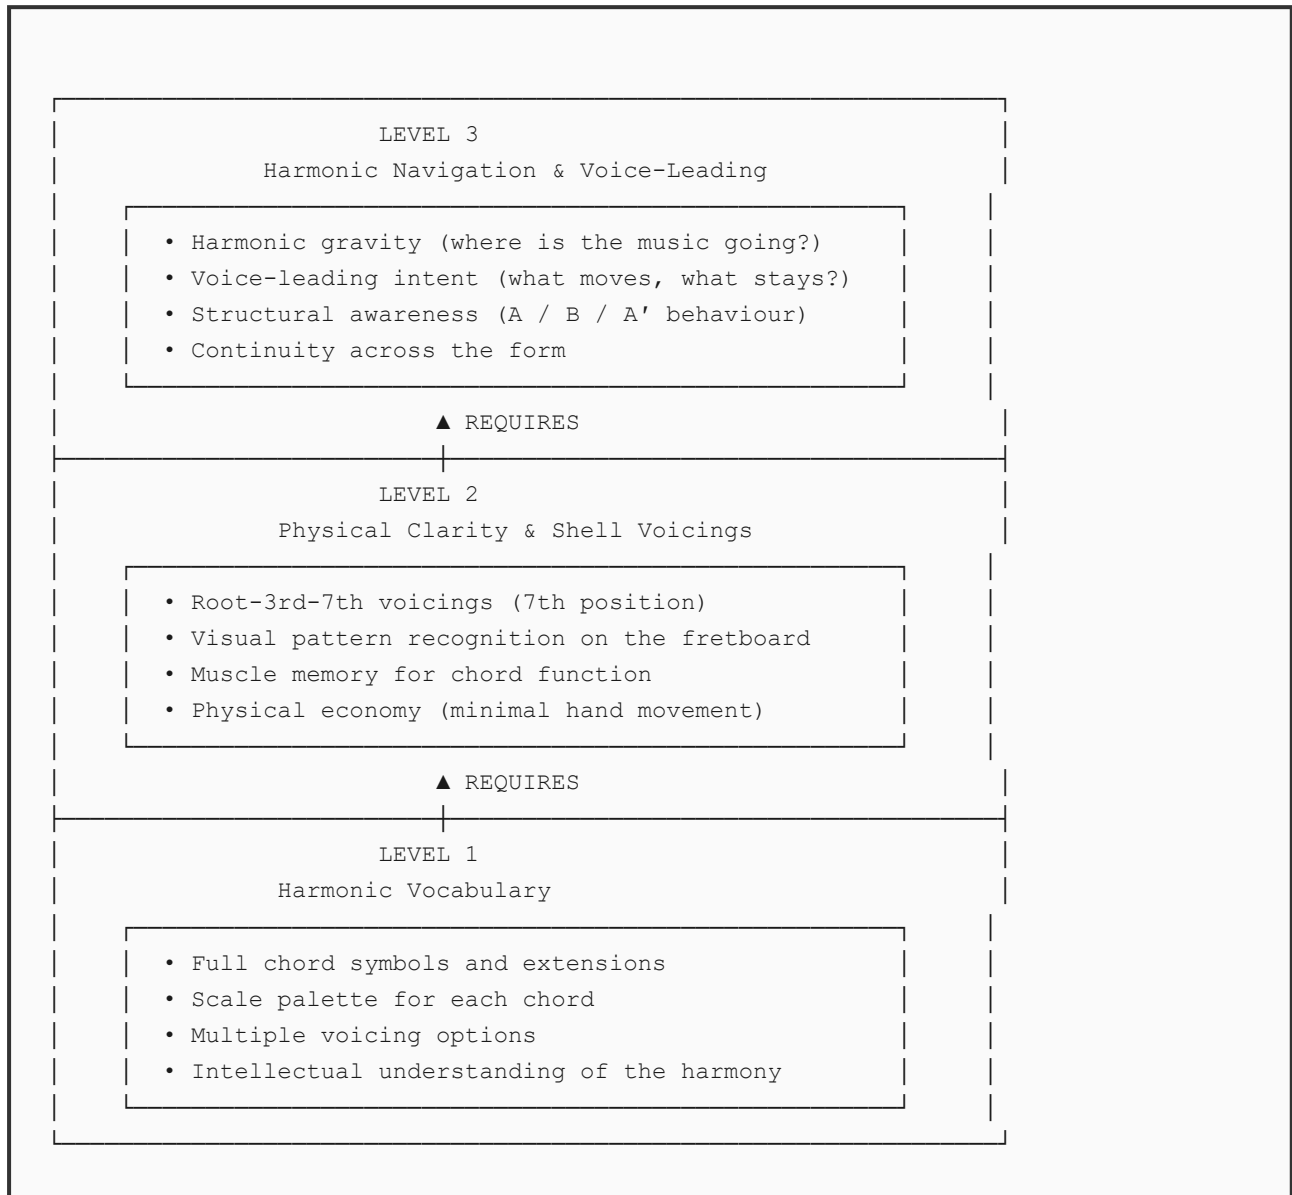 LEVEL 3
Harmonic Navigation & Voice-Leading
• Harmonic gravity (where is the music going?)
• Voice-leading intent (what moves, what stays?)
• Structural awareness (A / B / A′ behaviour)
• Continuity across the form
▲ REQUIRES
LEVEL 2
Physical Clarity & Shell Voicings
• Root-3rd-7th voicings (7th position)
• Visual pattern recognition on the fretboard
• Muscle memory for chord function
• Physical economy (minimal hand movement)
▲ REQUIRES
LEVEL 1
Harmonic Vocabulary
• Full chord symbols and extensions
• Scale palette for each chord
• Multiple voicing options
• Intellectual understanding of the harmony